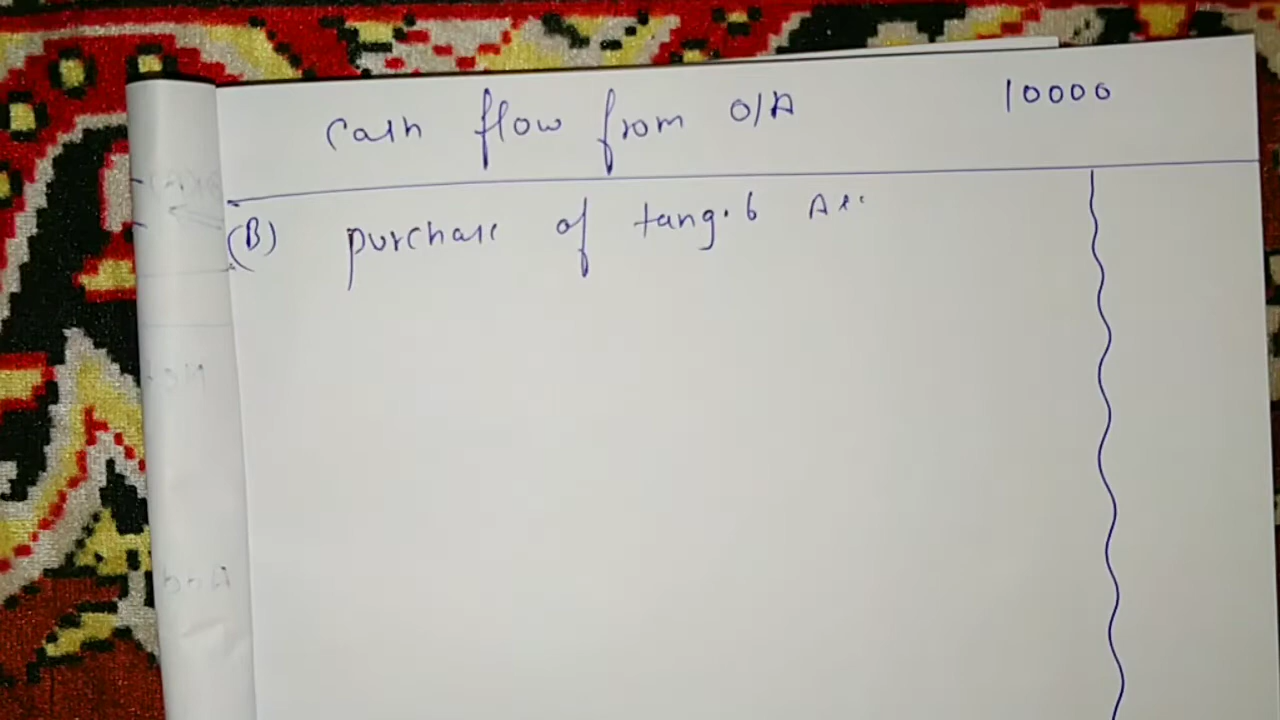 Cash flow from O/A 10000
(B) purchase of tang.b